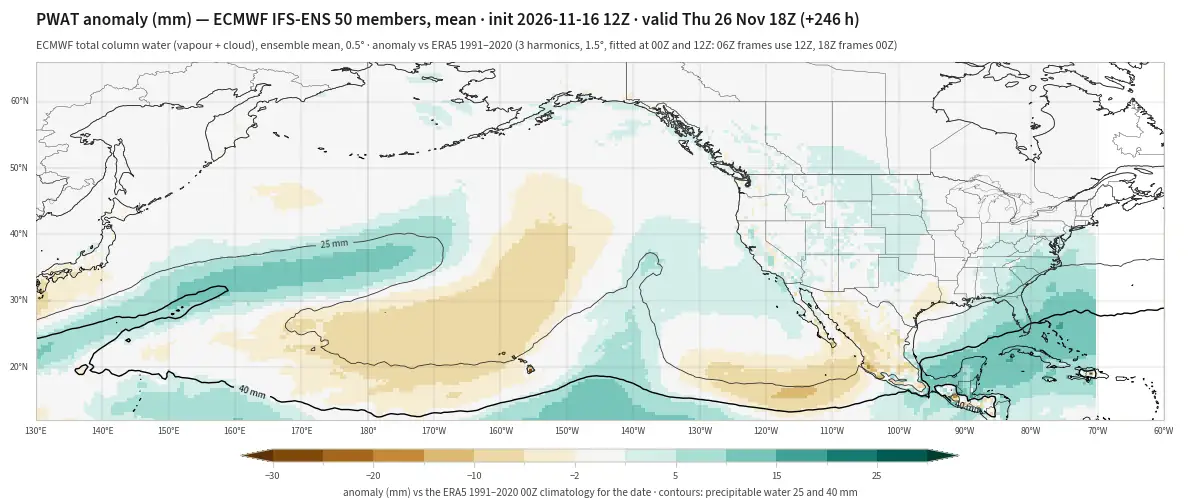 PWAT anomaly (mm) — ECMWF IFS-ENS 50 members, mean · init 2026-11-16 12Z · valid Thu 26 Nov 18Z (+246 h)
ECMWF total column water (vapour + cloud), ensemble mean, 0.5° · anomaly vs ERA5 1991–2020 (3 harmonics, 1.5°, fitted at 00Z and 12Z: 06Z frames use 12Z, 18Z frames 00Z)
60°N
50°N
40°N
30°N
20°N
25 mm
40 mm
40 mm
130°E 140°E 150°E 160°E 170°E 180° 170°W 160°W 150°W 140°W 130°W 120°W 110°W 100°W 90°W 80°W 70°W 60°W
−30 −20 −10 −2 5 15 25
anomaly (mm) vs the ERA5 1991–2020 00Z climatology for the date · contours: precipitable water 25 and 40 mm